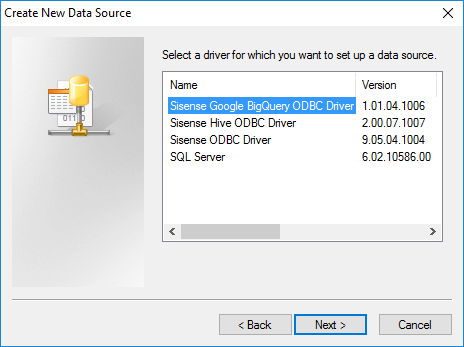 Create New Data Source
Select a driver for which you want to set up a data source.
Name Version
Sisense Google BigQuery ODBC Driver 1.01.04.1006
Sisense Hive ODBC Driver 2.00.07.1007
Sisense ODBC Driver 9.05.04.1004
SQL Server 6.02.10586.00
< Back Next > Cancel